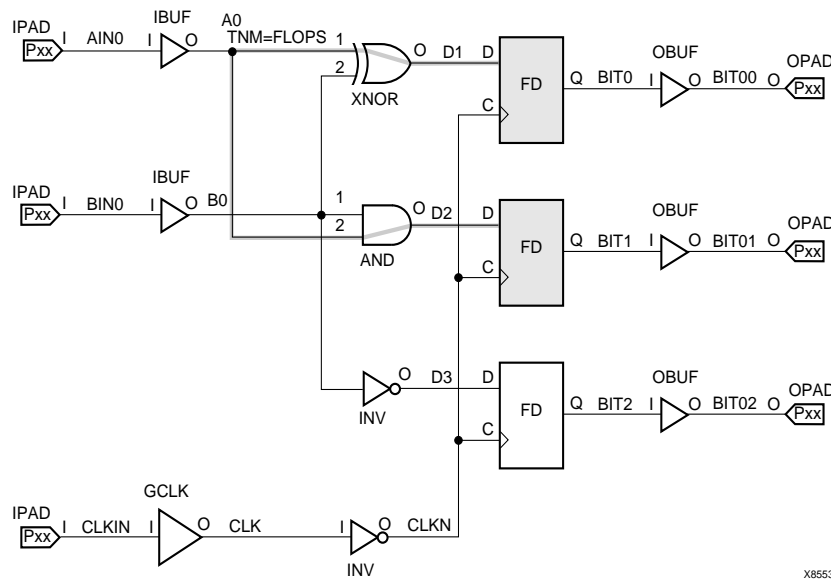 IPAD I AIN0 IBUF I O A0 TNM=FLOPS 1 2 XNOR O D1 D FD C Q BIT0 OBUF I O BIT00 O OPAD
Pxx Pxx
IPAD I BIN0 IBUF I O B0 1 2 AND O D2 D FD C Q BIT1 OBUF I O BIT01 O OPAD
Pxx Pxx
INV O D3 D FD C Q BIT2 OBUF I O BIT02 O OPAD
Pxx
IPAD I CLKIN GCLK I O CLK I INV O CLKN
Pxx
X8553